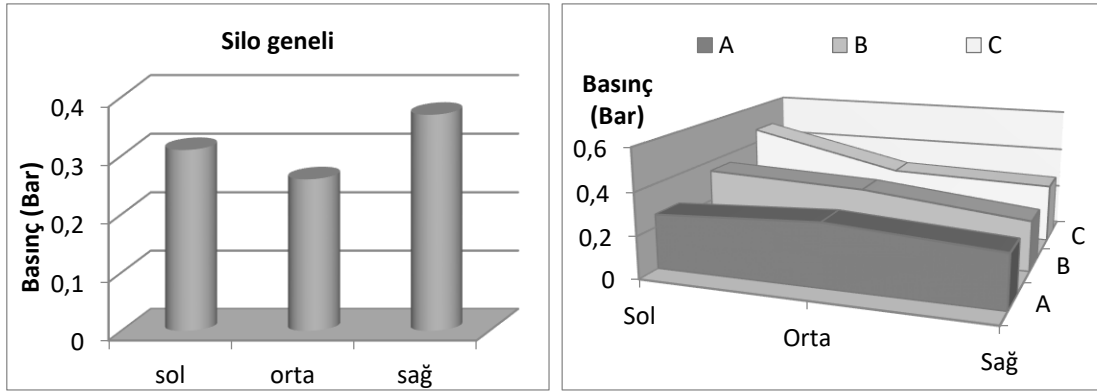 Silo geneli
Basınç (Bar)
0,4
0,3
0,2
0,1
0
sol orta sağ
A B C
Basınç
(Bar)
0,6
0,4
0,2
0
Sol
Orta
Sağ
A
B
C